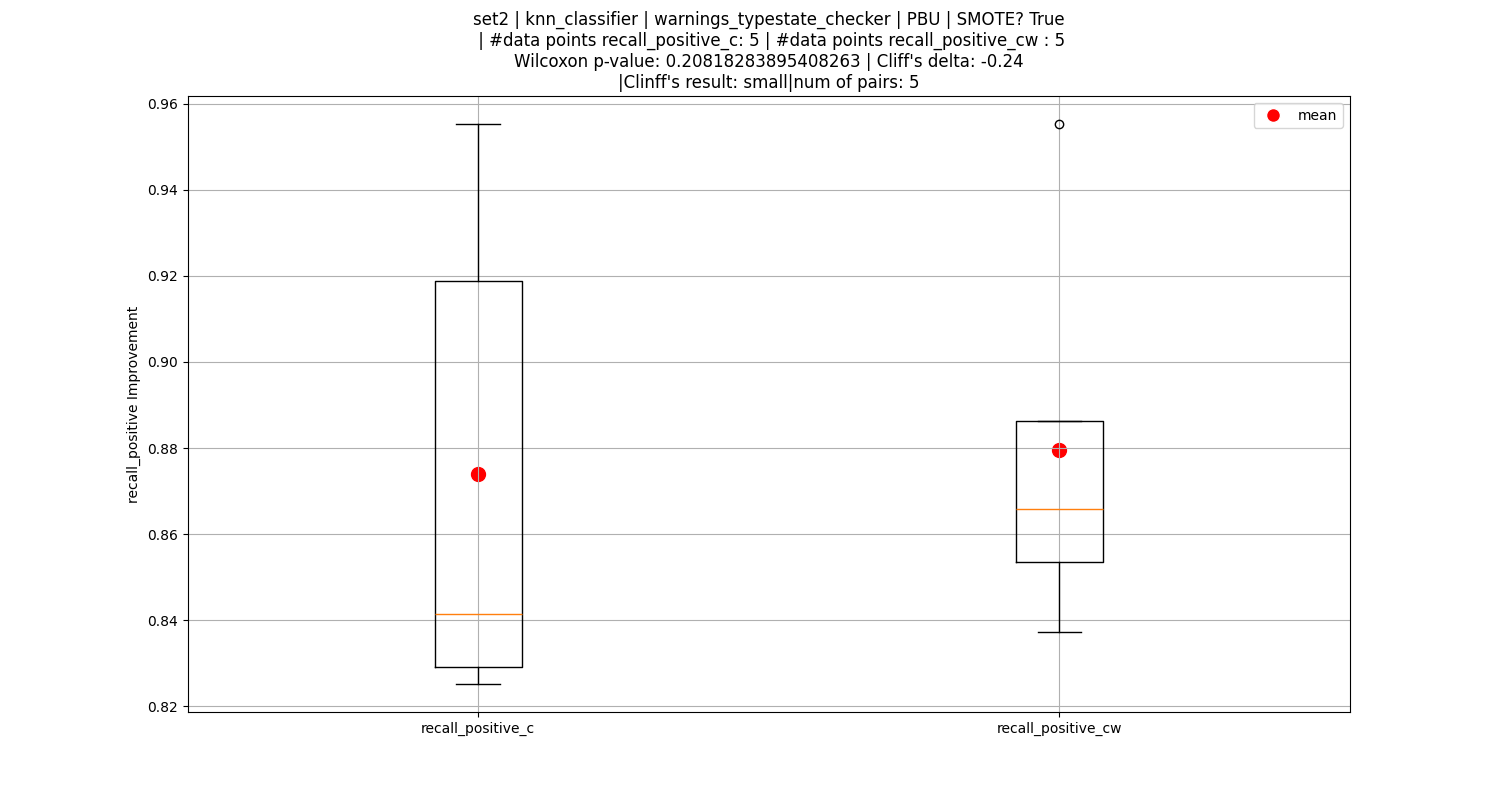 set2 | knn_classifier | warnings_typestate_checker | PBU | SMOTE? True
| #data points recall_positive_c: 5 | #data points recall_positive_cw : 5
Wilcoxon p-value: 0.20818283895408263 | Cliff's delta: -0.24
|Clinff's result: small|num of pairs: 5
mean
recall_positive Improvement
0.96
0.94
0.92
0.90
0.88
0.86
0.84
0.82
recall_positive_c
recall_positive_cw